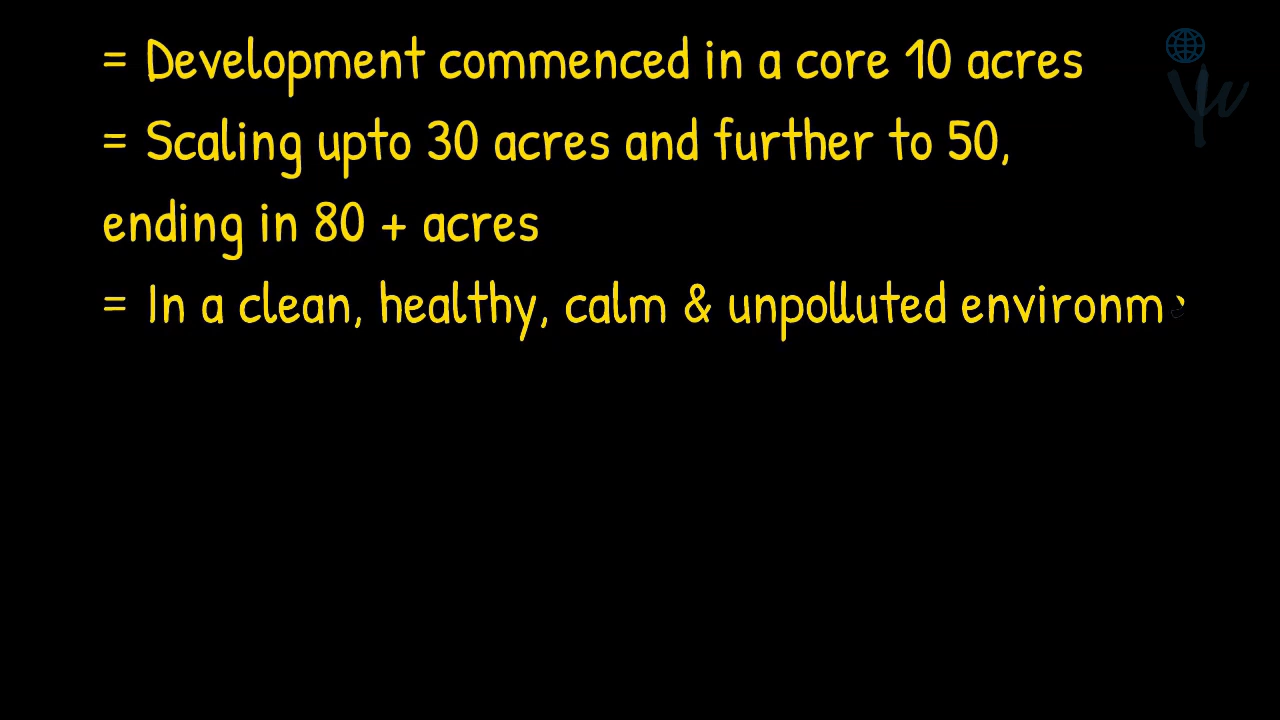 = Development commenced in a core 10 acres
= Scaling upto 30 acres and further to 50,
ending in 80 + acres
= In a clean, healthy, calm & unpolluted environm